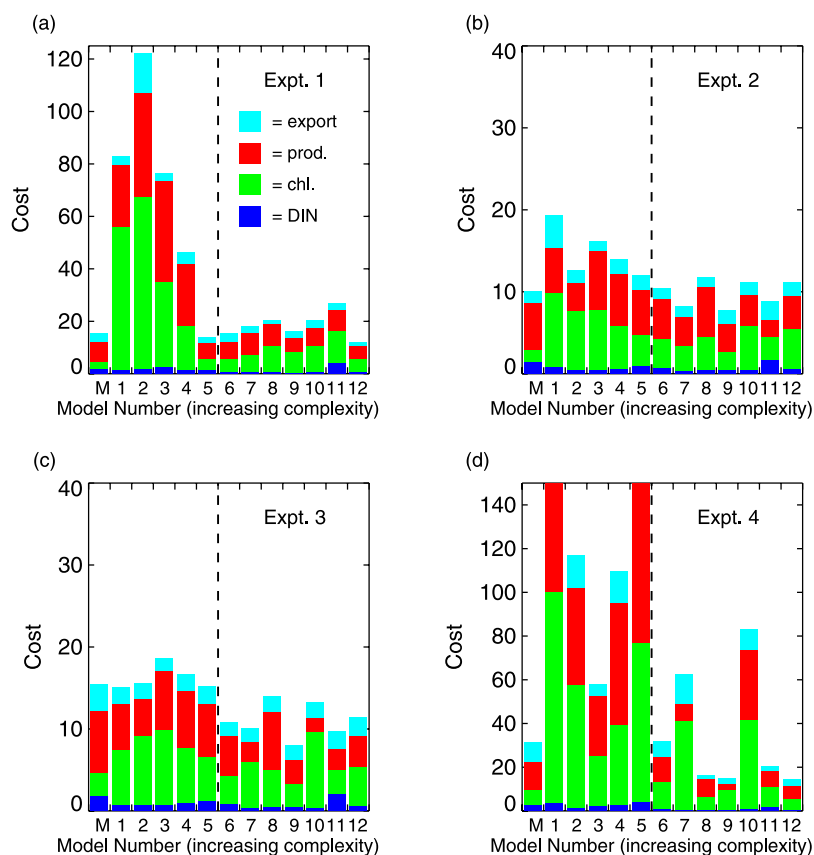 (a)
120
100
80
60
40
20
0
Cost
Expt. 1
= export
= prod.
= chl.
= DIN
M 1 2 3 4 5 6 7 8 9 10 11 12
Model Number (increasing complexity)
(b)
40
30
20
10
0
Cost
Expt. 2
M 1 2 3 4 5 6 7 8 9 10 11 12
Model Number (increasing complexity)
(c)
40
30
20
10
0
Cost
Expt. 3
M 1 2 3 4 5 6 7 8 9 10 11 12
Model Number (increasing complexity)
(d)
140
120
100
80
60
40
20
0
Cost
Expt. 4
M 1 2 3 4 5 6 7 8 9 10 11 12
Model Number (increasing complexity)